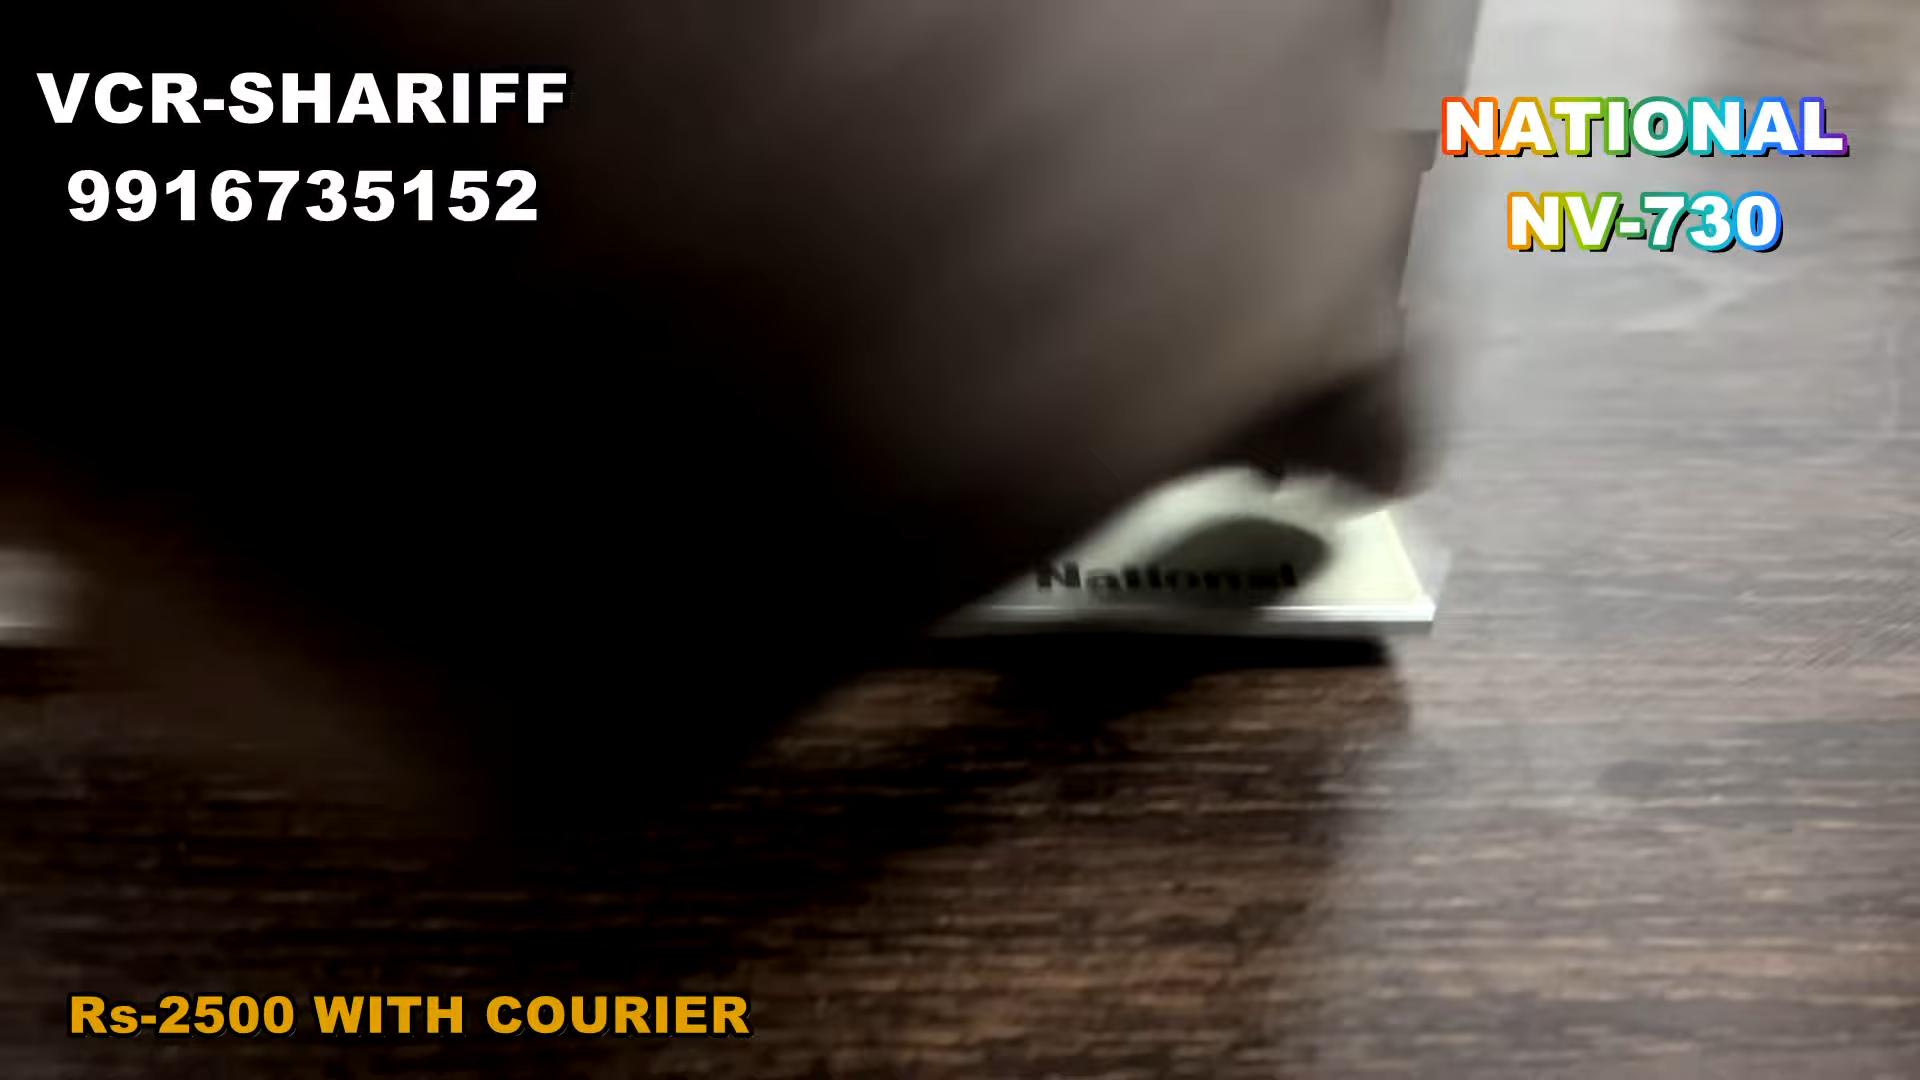 VCR-SHARIFF
9916735152
NATIONAL
NV-730
National
Rs-2500 WITH COURIER